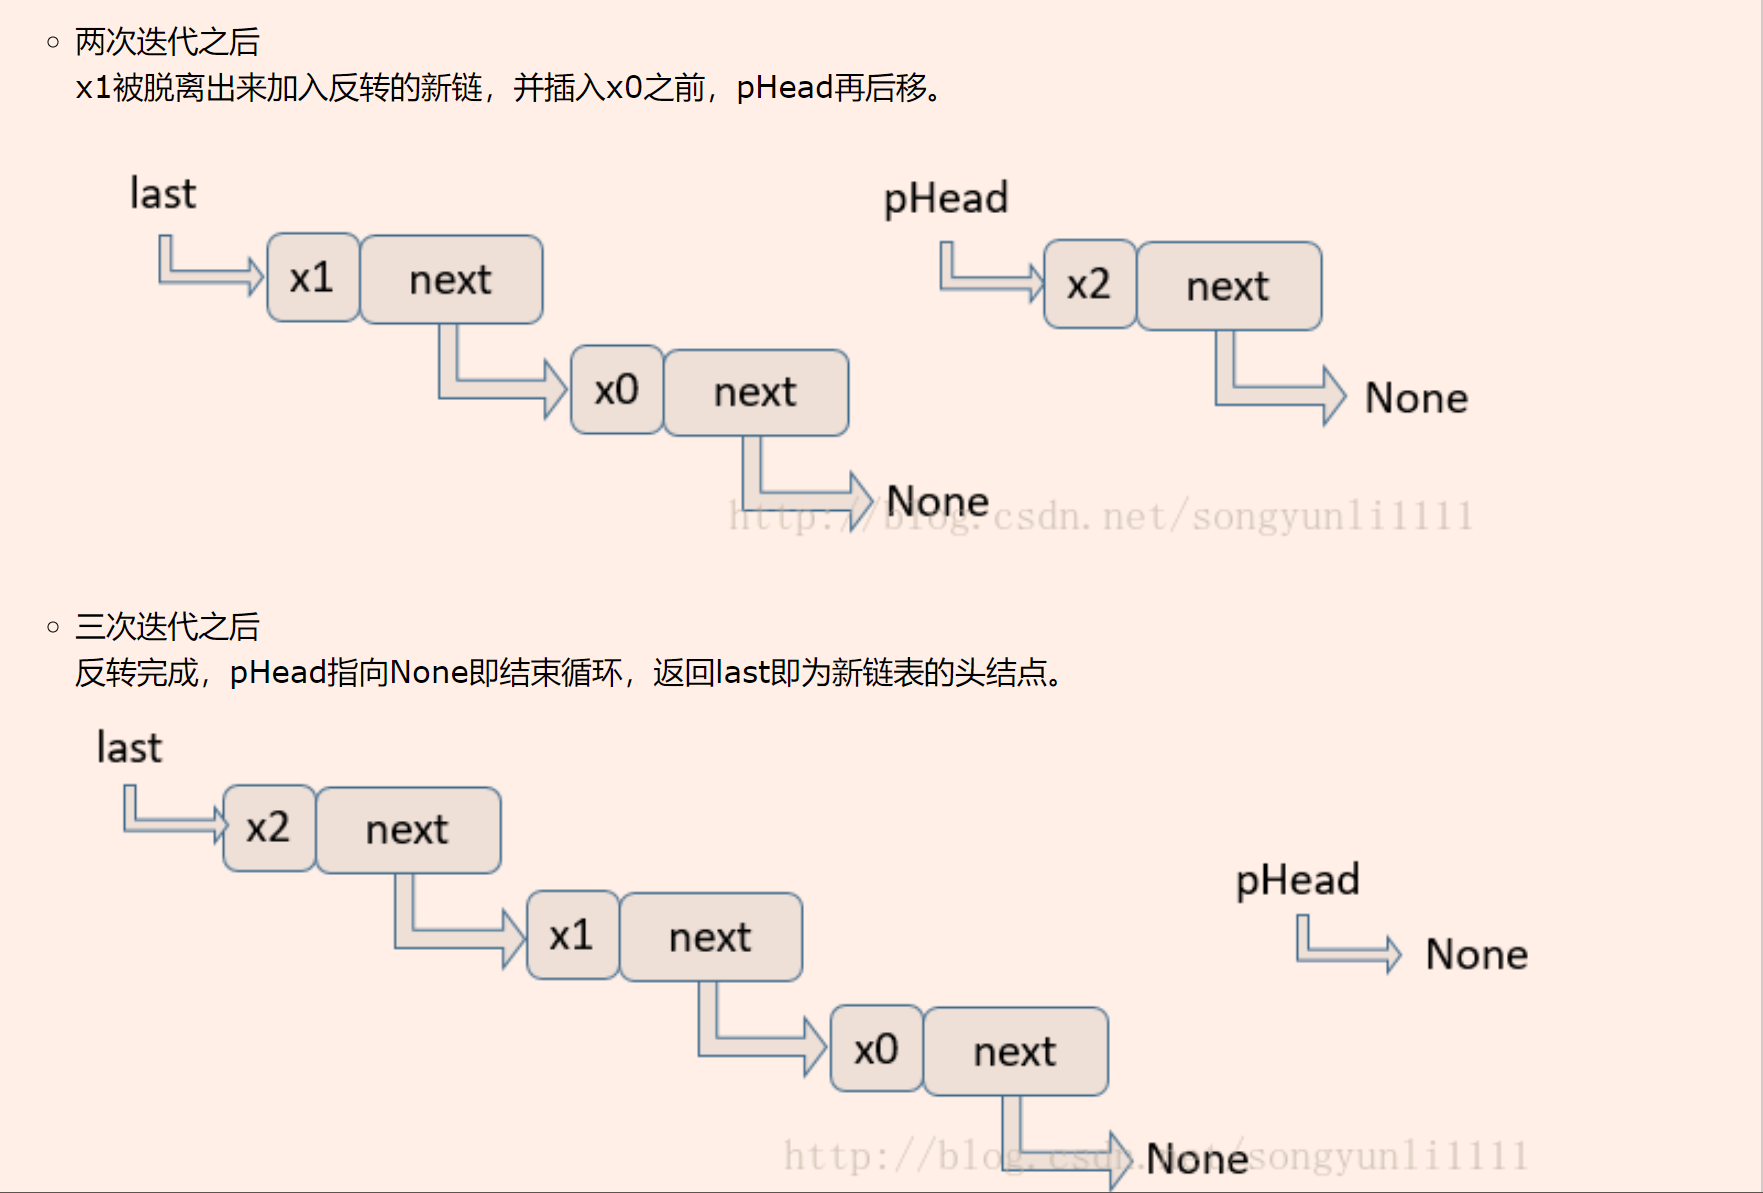 两次迭代之后
x1被脱离出来加入反转的新链，并插入x0之前，pHead再后移。
last
pHead
x1 next
x2 next
x0 next
None
None
http://blog.csdn.net/songyunli1111
三次迭代之后
反转完成，pHead指向None即结束循环，返回last即为新链表的头结点。
last
x2 next
pHead
x1 next
None
x0 next
None
http://blog.csdn.net/songyunli1111